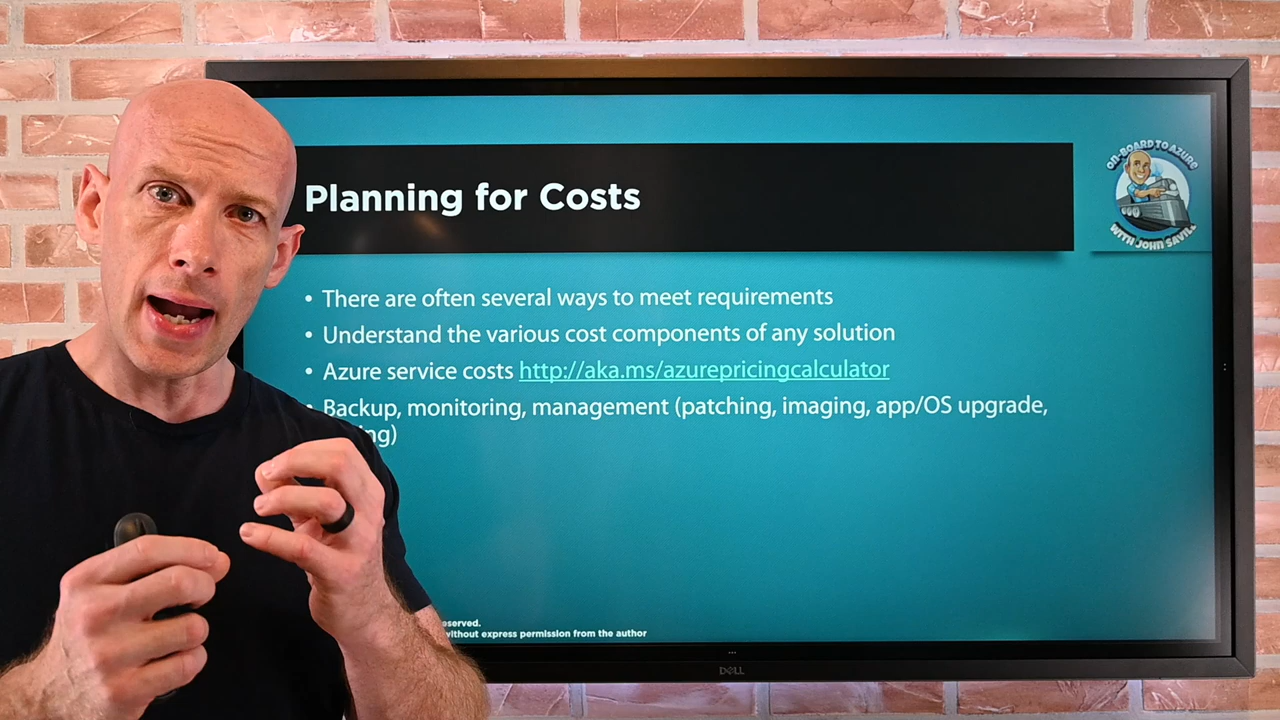 Planning for Costs
ON-BOARD TO AZURE
WITH JOHN SAVILL
• There are often several ways to meet requirements
• Understand the various cost components of any solution
• Azure service costs http://aka.ms/azurepricingcalculator
• Backup, monitoring, management (patching, imaging, app/OS upgrade,
without express permission from the author
DELL